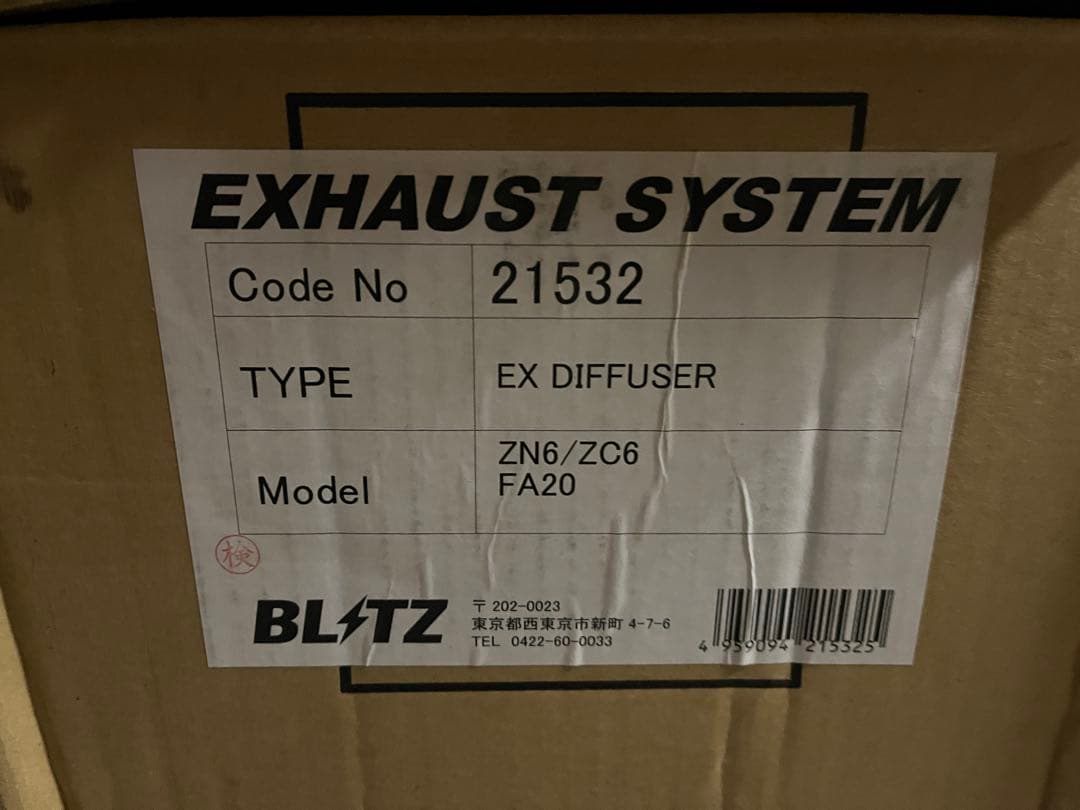 EXHAUST SYSTEM
Code No 21532
TYPE EX DIFFUSER
Model ZN6/ZC6
FA20
検
BLITZ 〒202-0023
東京都西東京市新町 4-7-6
TEL 0422-60-0033
4 959094 215325